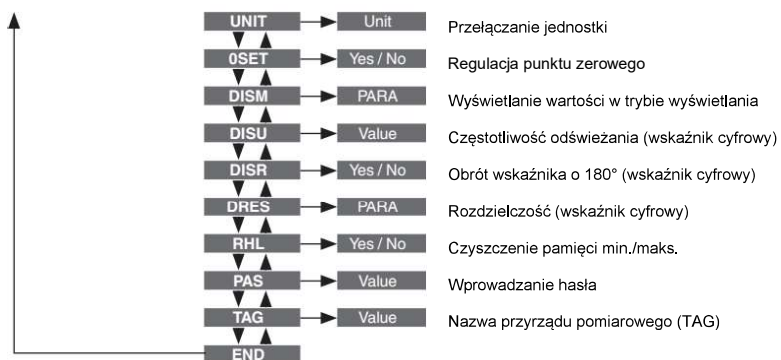 UNIT Unit Przełączanie jednostki
0SET Yes / No Regulacja punktu zerowego
DISM PARA Wyświetlanie wartości w trybie wyświetlania
DISU Value Częstotliwość odświeżania (wskaźnik cyfrowy)
DISR Yes / No Obrót wskaźnika o 180° (wskaźnik cyfrowy)
DRES PARA Rozdzielczość (wskaźnik cyfrowy)
RHL Yes / No Czyszczenie pamięci min./maks.
PAS Value Wprowadzanie hasła
TAG Value Nazwa przyrządu pomiarowego (TAG)
END